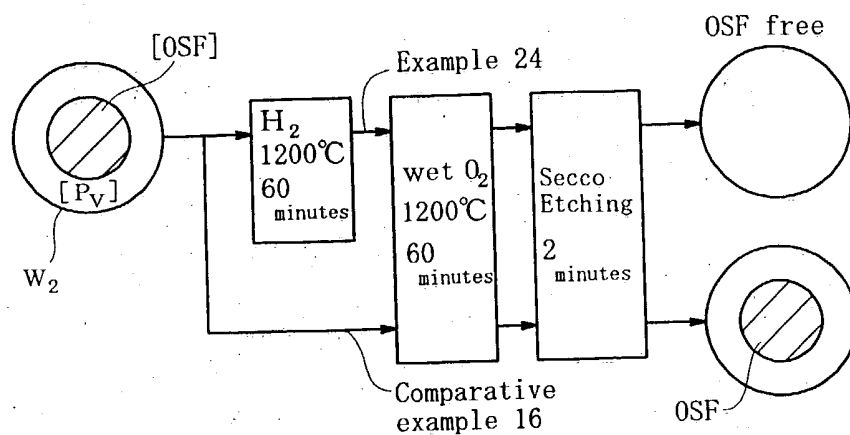 [OSF]
[PV]
W2
H2
1200℃
60
minutes
Example 24
wet O2
1200℃
60
minutes
Comparative
example 16
Secco
Etching
2
minutes
OSF free
OSF